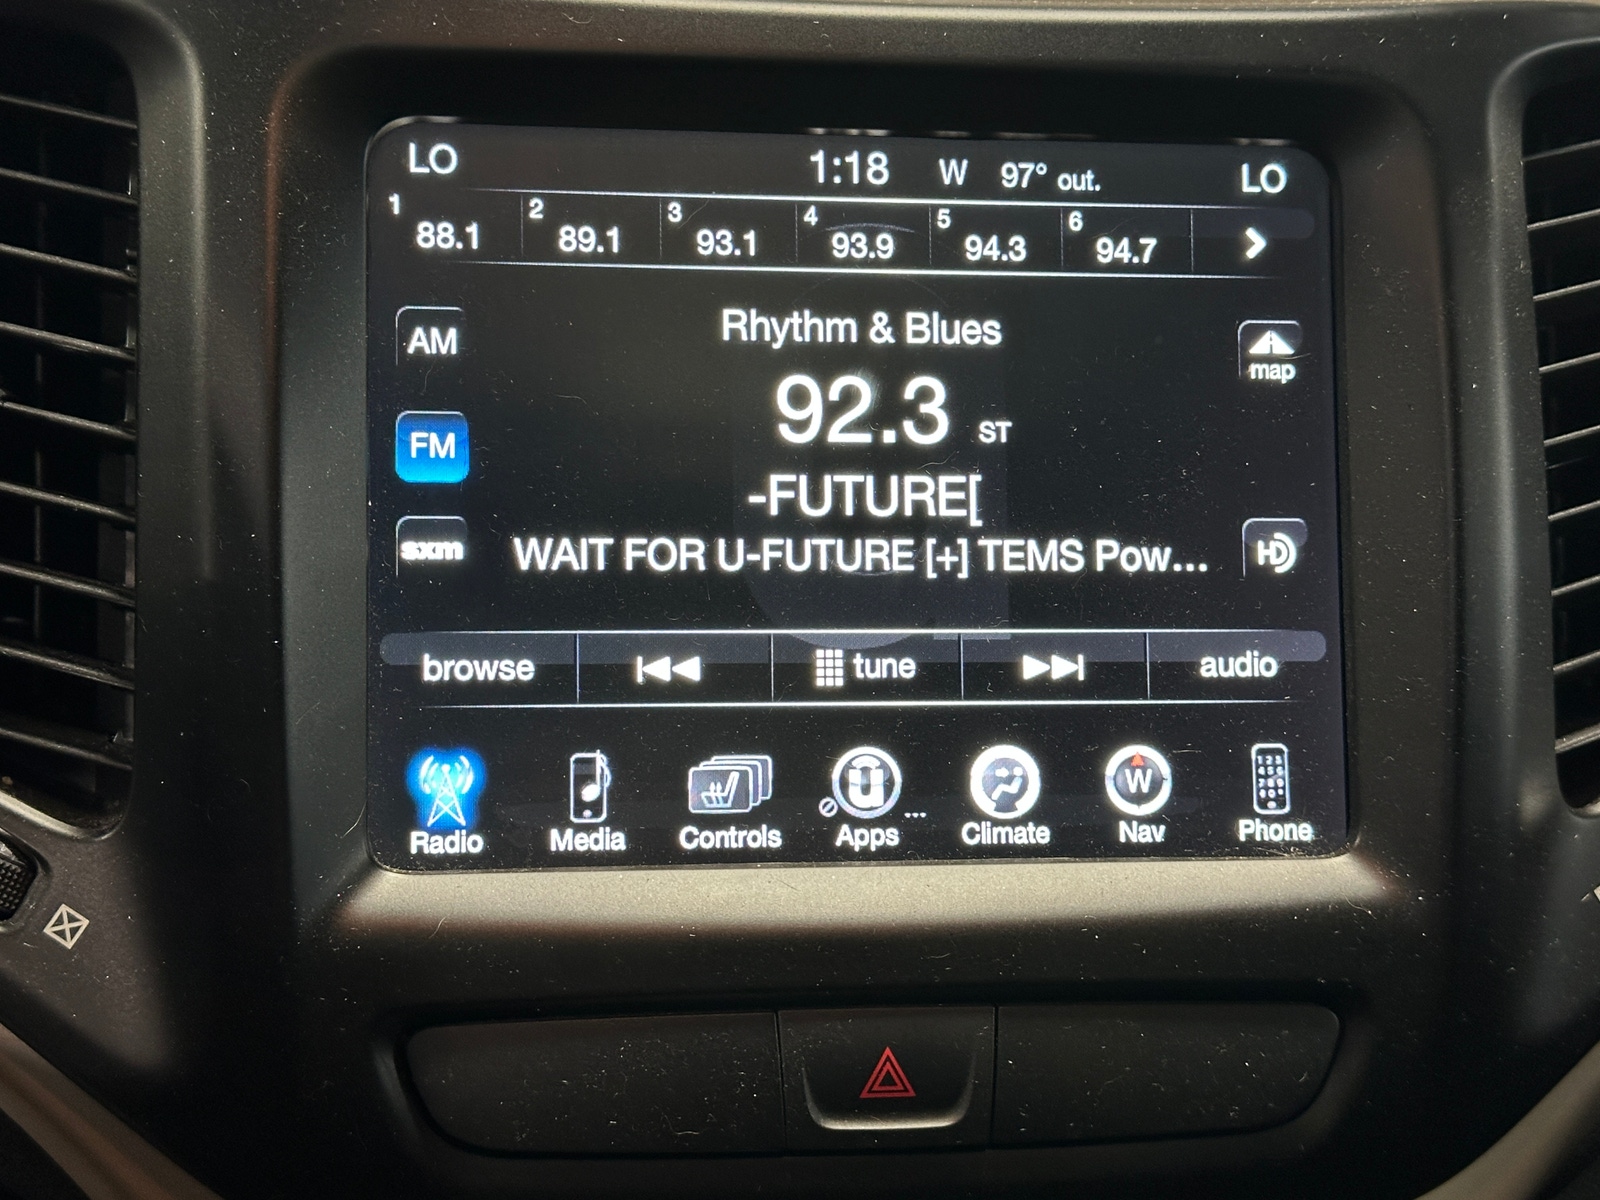 LO 1:18 W 97° out. LO
1 88.1 2 89.1 3 93.1 4 93.9 5 94.3 6 94.7
AM
Rhythm & Blues
map
92.3 ST
FM
-FUTURE[
sxm
WAIT FOR U-FUTURE [+] TEMS Pow...
HD
browse tune audio
W
Radio Media Controls Apps ... Climate Nav Phone